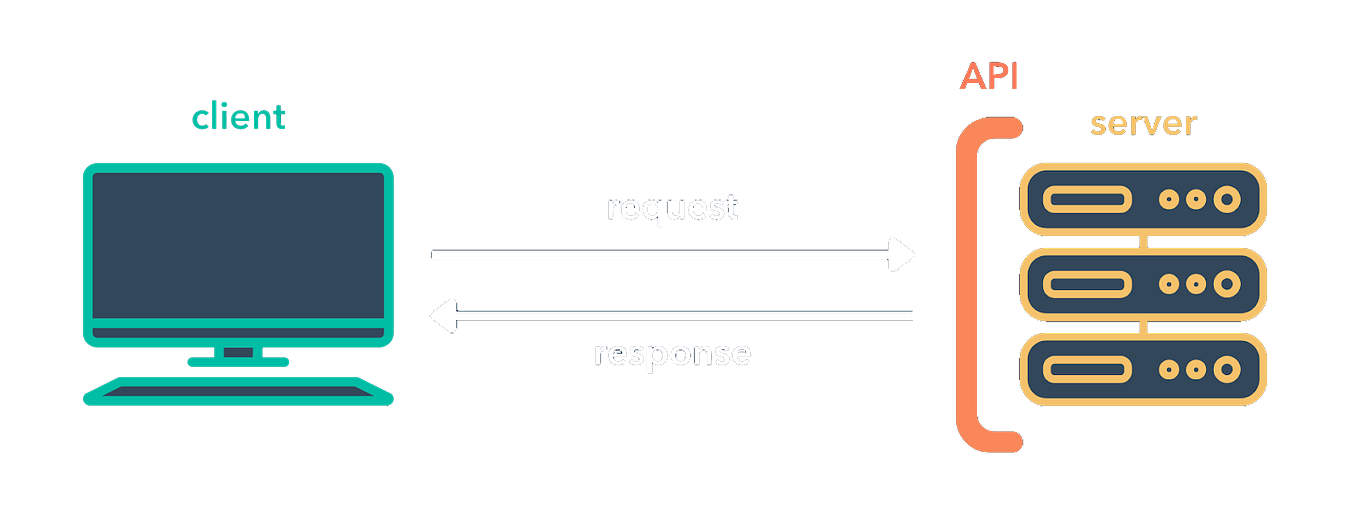 API
client
server
request
response